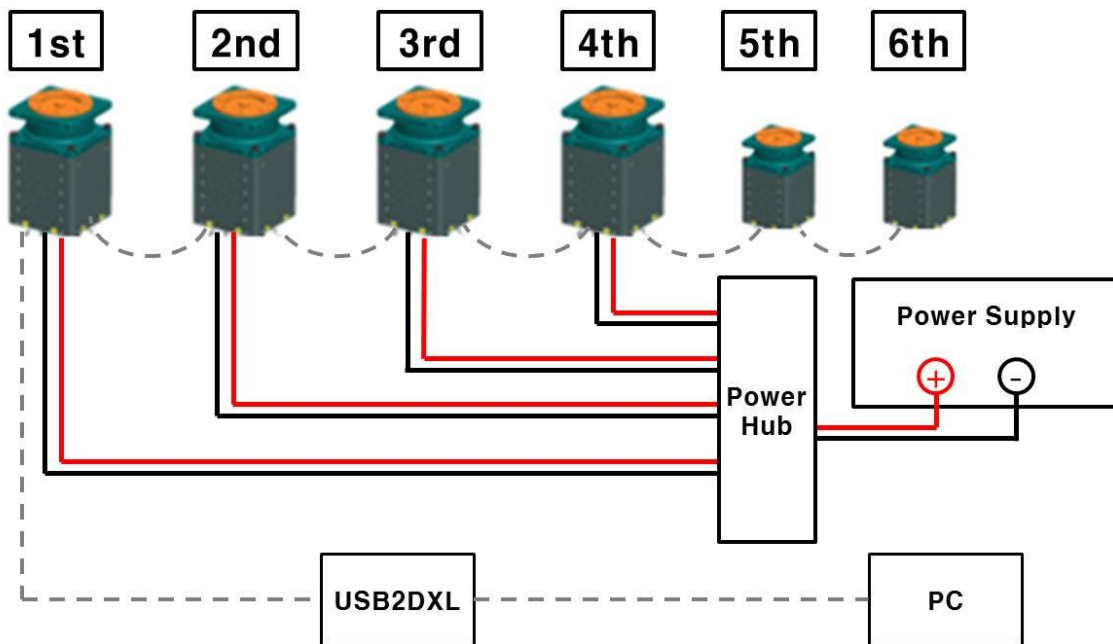 1st
2nd
3rd
4th
5th
6th
Power Supply
+
-
Power
Hub
USB2DXL
PC